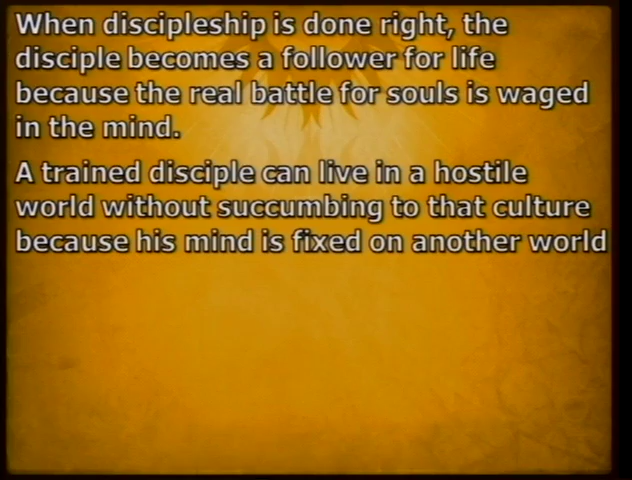 When discipleship is done right, the
disciple becomes a follower for life
because the real battle for souls is waged
in the mind.
A trained disciple can live in a hostile
world without succumbing to that culture
because his mind is fixed on another world